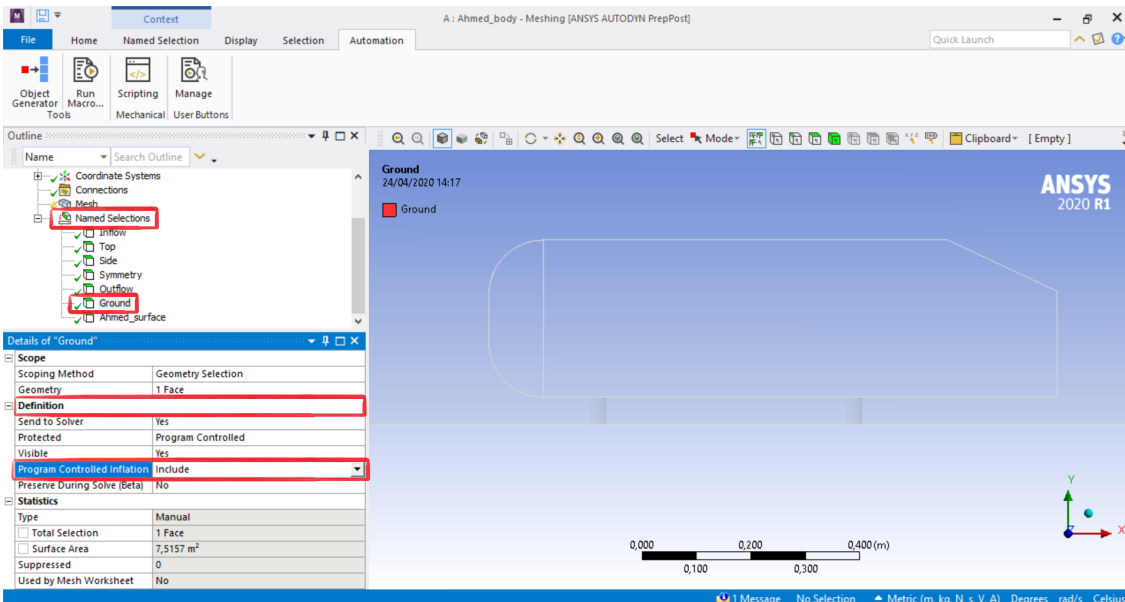 M
Context
A : Ahmed_body - Meshing [ANSYS AUTODYN PrepPost]
File Home Named Selection Display Selection Automation
Quick Launch
Object Generator Run Macro... Scripting Manage
Tools Mechanical User Buttons
Outline
Select Mode Clipboard [ Empty ]
Name Search Outline
Coordinate Systems
Connections
Mesh
Named Selections
Inflow
Top
Side
Symmetry
Outflow
Ground
Ahmed_surface
Ground
24/04/2020 14:17
Ground
ANSYS
2020 R1
Details of "Ground"
Scope
Scoping Method Geometry Selection
Geometry 1 Face
Definition
Send to Solver Yes
Protected Program Controlled
Visible Yes
Program Controlled Inflation Include
Preserve During Solve (Beta) No
Statistics
Type Manual
Total Selection 1 Face
Surface Area 7,5157 m²
Suppressed 0
Used by Mesh Worksheet No
Y
X
Z
0,000 0,200 0,400 (m)
0,100 0,300
1 Message No Selection Metric (m, kg, N, s, V, A) Degrees rad/s Celsius